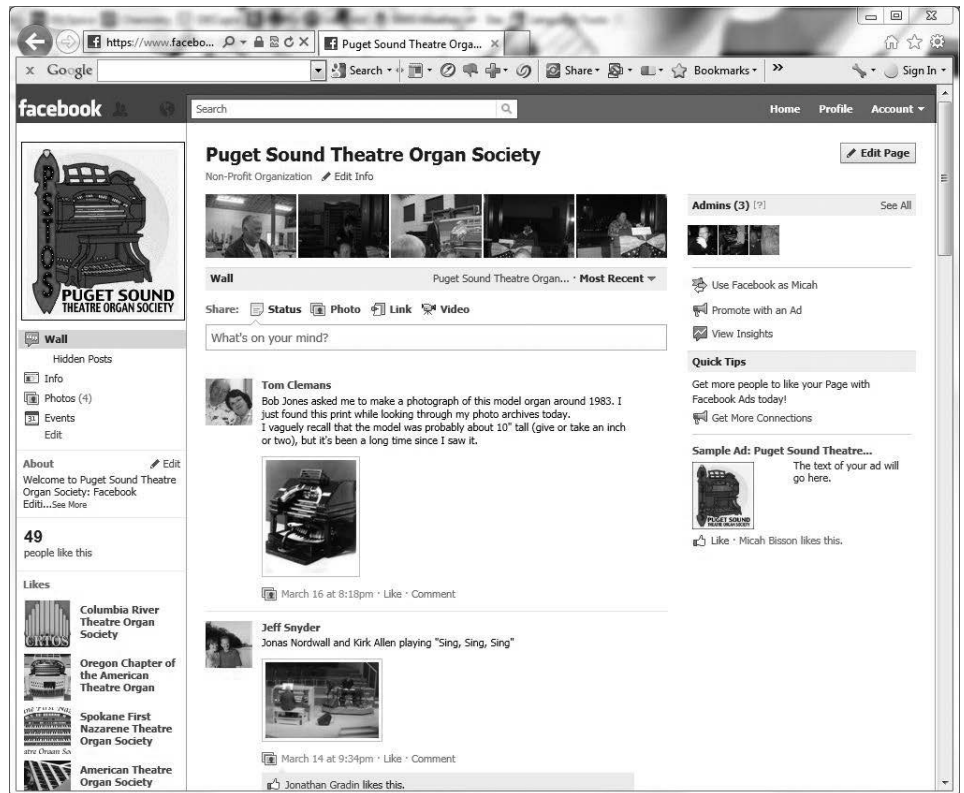 https://www.facebo...
Puget Sound Theatre Orga...
x Google
Search
Share
Bookmarks
>>
Sign In
facebook
Search
Home Profile Account
PSTOS
PUGET SOUND
THEATRE ORGAN SOCIETY
Wall
Hidden Posts
Info
Photos (4)
31 Events
Edit
About Edit
Welcome to Puget Sound Theatre
Organ Society: Facebook
Editi...See More
49
people like this
Likes
CRTOS
Columbia River
Theatre Organ
Society
Oregon Chapter of
the American
Theatre Organ
Spokane First
Nazarene Theatre
Organ Society
American Theatre
Organ Society
Puget Sound Theatre Organ Society
Non-Profit Organization Edit Info
Wall Puget Sound Theatre Organ... · Most Recent
Share: Status Photo Link Video
What's on your mind?
Tom Clemans
Bob Jones asked me to make a photograph of this model organ around 1983. I
just found this print while looking through my photo archives today.
I vaguely recall that the model was probably about 10" tall (give or take an inch
or two), but it's been a long time since I saw it.
March 16 at 8:18pm · Like · Comment
Jeff Snyder
Jonas Nordwall and Kirk Allen playing "Sing, Sing, Sing"
March 14 at 9:34pm · Like · Comment
Jonathan Gradin likes this.
Edit Page
Admins (3) [?] See All
Use Facebook as Micah
Promote with an Ad
View Insights
Quick Tips
Get more people to like your Page with
Facebook Ads today!
Get More Connections
Sample Ad: Puget Sound Theatre...
The text of your ad will
go here.
PUGET SOUND
THEATRE ORGAN SOCIETY
Like · Micah Bisson likes this.